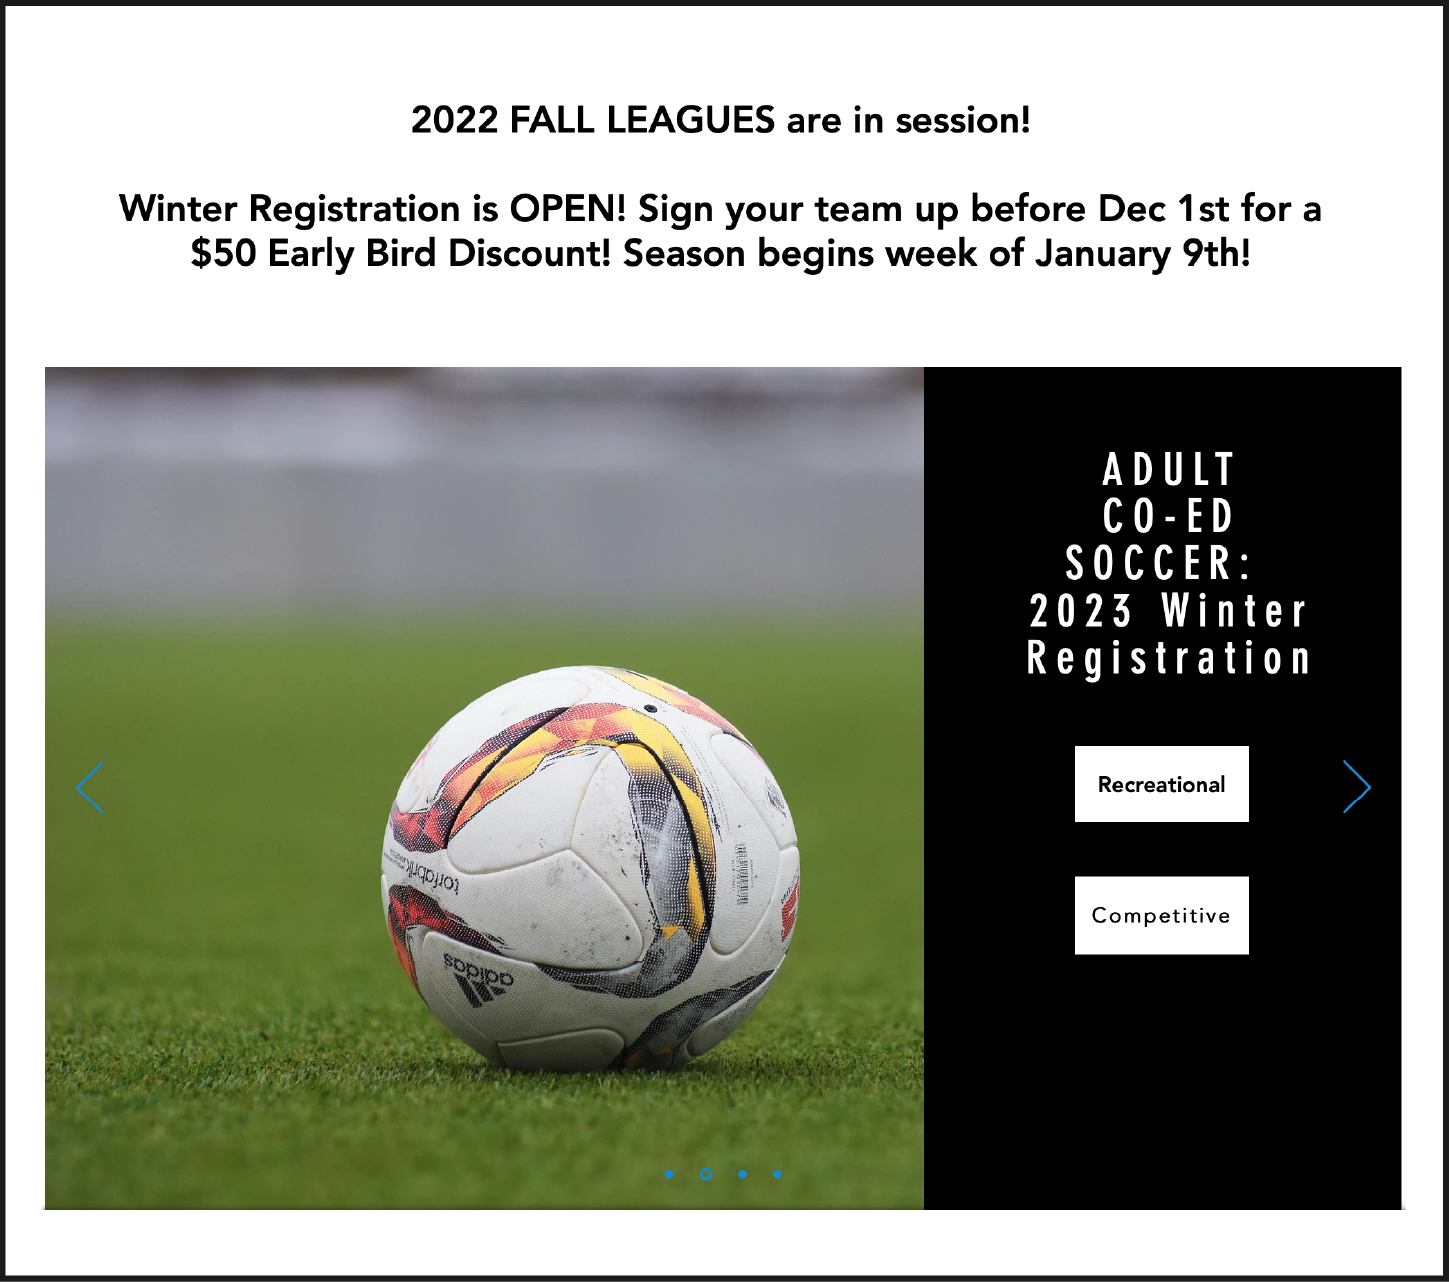 2022 FALL LEAGUES are in session!
Winter Registration is OPEN! Sign your team up before Dec 1st for a
$50 Early Bird Discount! Season begins week of January 9th!
ADULT
CO-ED
SOCCER:
2023 Winter
Registration
Recreational
Competitive
torfabrik
adidas